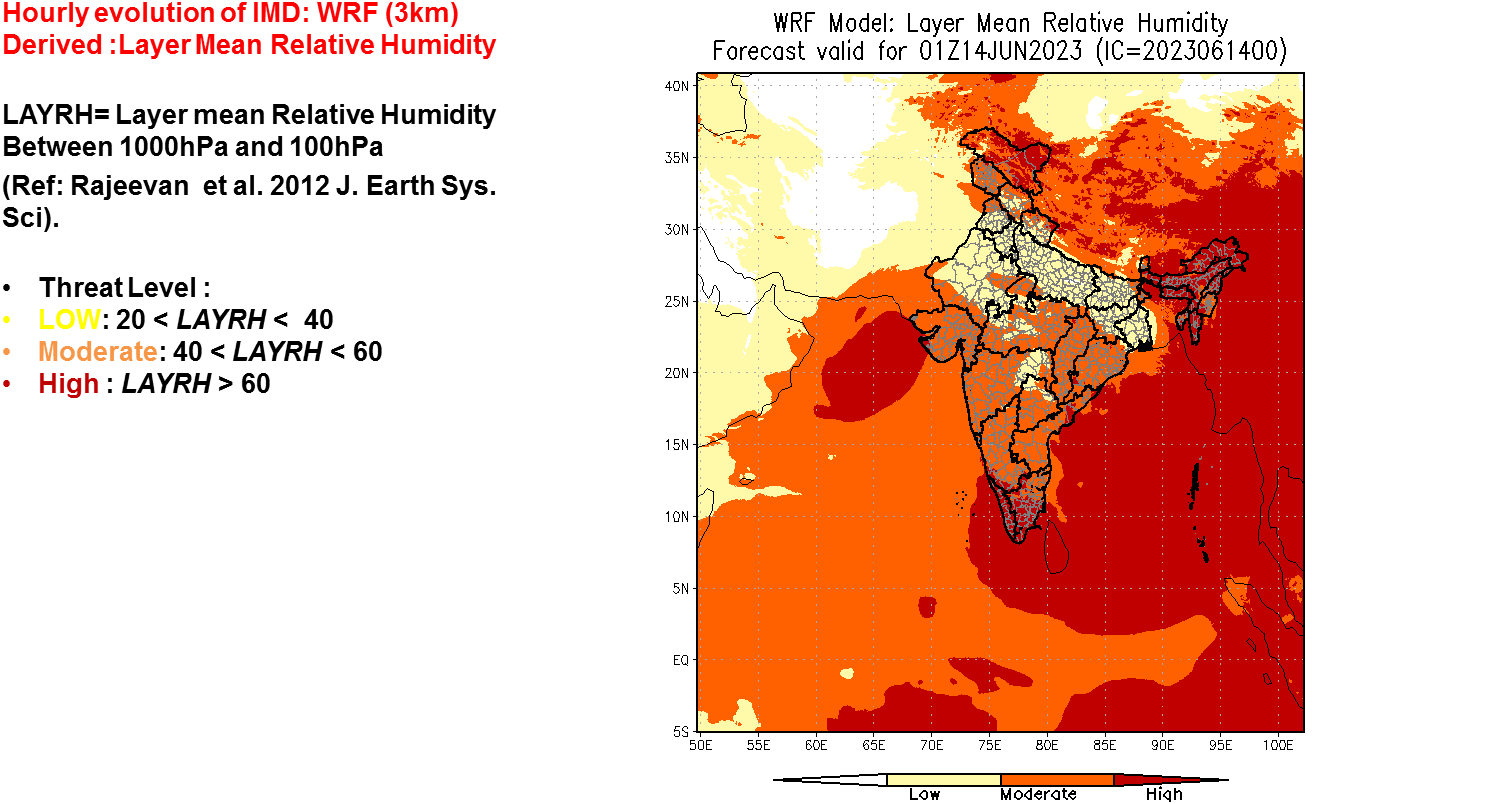 Hourly evolution of IMD: WRF (3km)
Derived :Layer Mean Relative Humidity
LAYRH= Layer mean Relative Humidity
Between 1000hPa and 100hPa
(Ref: Rajeevan et al. 2012 J. Earth Sys.
Sci).
• Threat Level :
• LOW: 20 < LAYRH < 40
• Moderate: 40 < LAYRH < 60
• High : LAYRH > 60
WRF Model: Layer Mean Relative Humidity
Forecast valid for 01Z14JUN2023 (IC=2023061400)
40N
35N
30N
25N
20N
15N
10N
5N
EQ
5S
50E 55E 60E 65E 70E 75E 80E 85E 90E 95E 100E
Low Moderate High